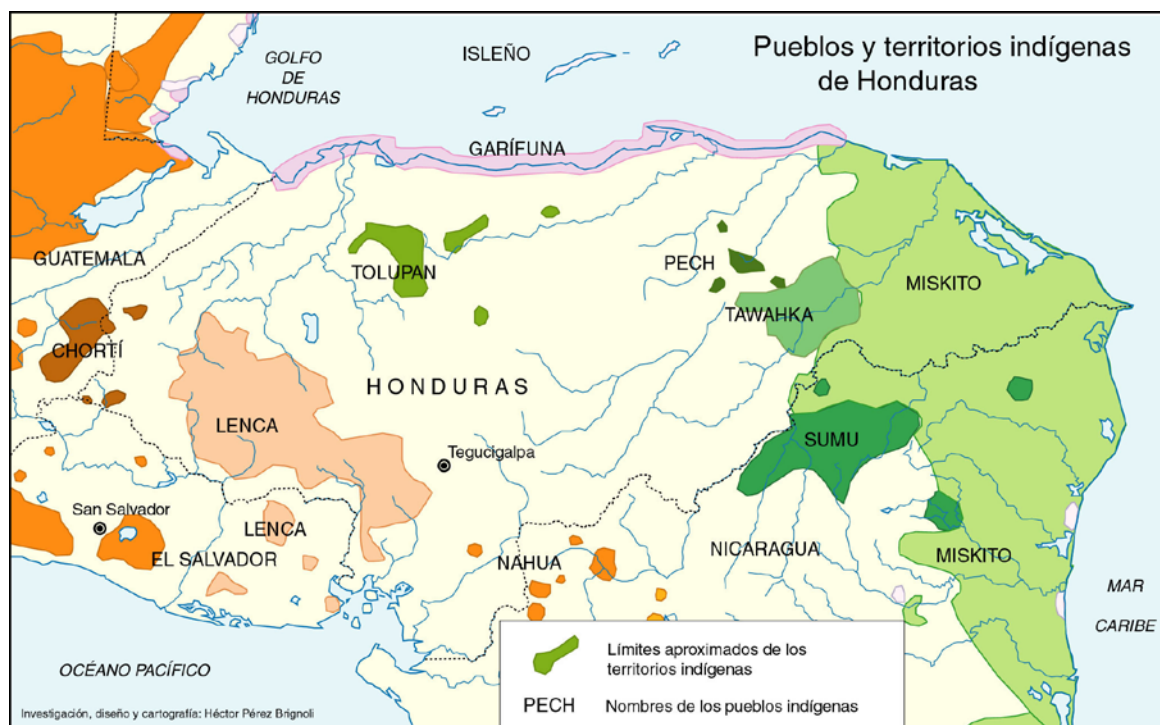 Pueblos y territorios indígenas
de Honduras
ISLEÑO
GOLFO
DE
HONDURAS
GARÍFUNA
GUATEMALA
TOLUPAN
PECH
MISKITO
TAWAHKA
CHORTÍ
HONDURAS
LENCA
SUMU
Tegucigalpa
San Salvador
LENCA
EL SALVADOR
NAHUA
NICARAGUA
MISKITO
MAR
CARIBE
OCÉANO PACÍFICO
Límites aproximados de los
territorios indígenas
PECH Nombres de los pueblos indígenas
Investigación, diseño y cartografía: Héctor Pérez Brignoli